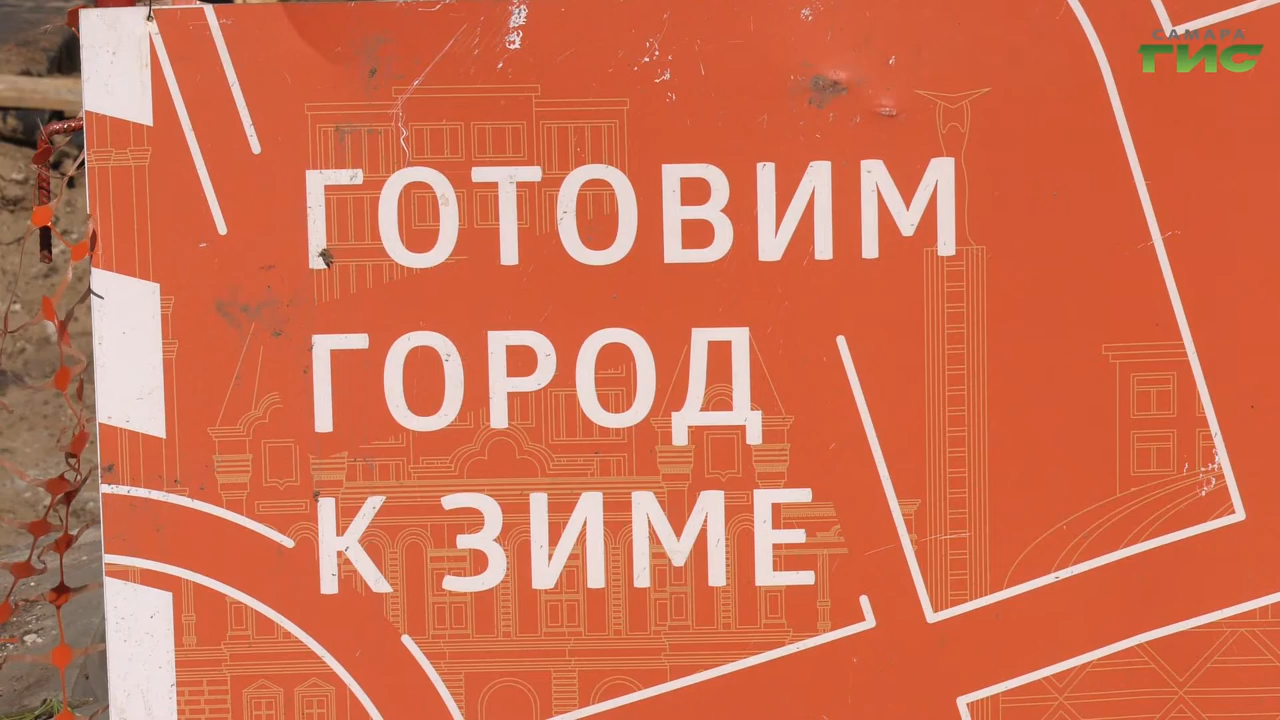 САМАРА
ГИС
ГОТОВИМ
ГОРОД
К ЗИМЕ